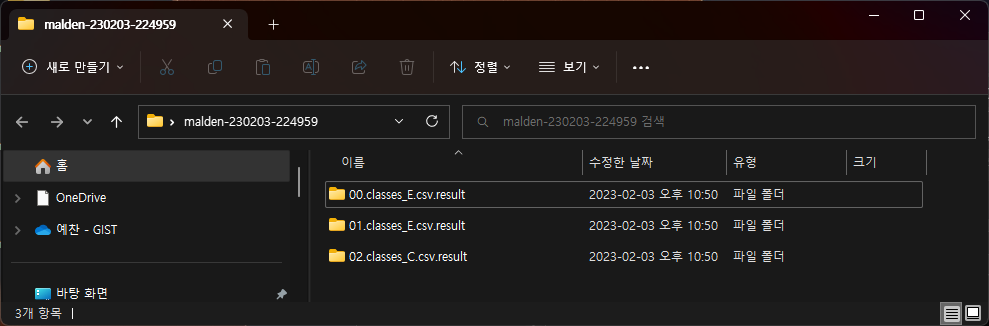 malden-230203-224959
새로 만들기
정렬
보기
malden-230203-224959
malden-230203-224959 검색
홈
OneDrive
예찬 - GIST
바탕 화면
이름 수정한 날짜 유형 크기
00.classes_E.csv.result 2023-02-03 오후 10:50 파일 폴더
01.classes_E.csv.result 2023-02-03 오후 10:50 파일 폴더
02.classes_C.csv.result 2023-02-03 오후 10:50 파일 폴더
3개 항목